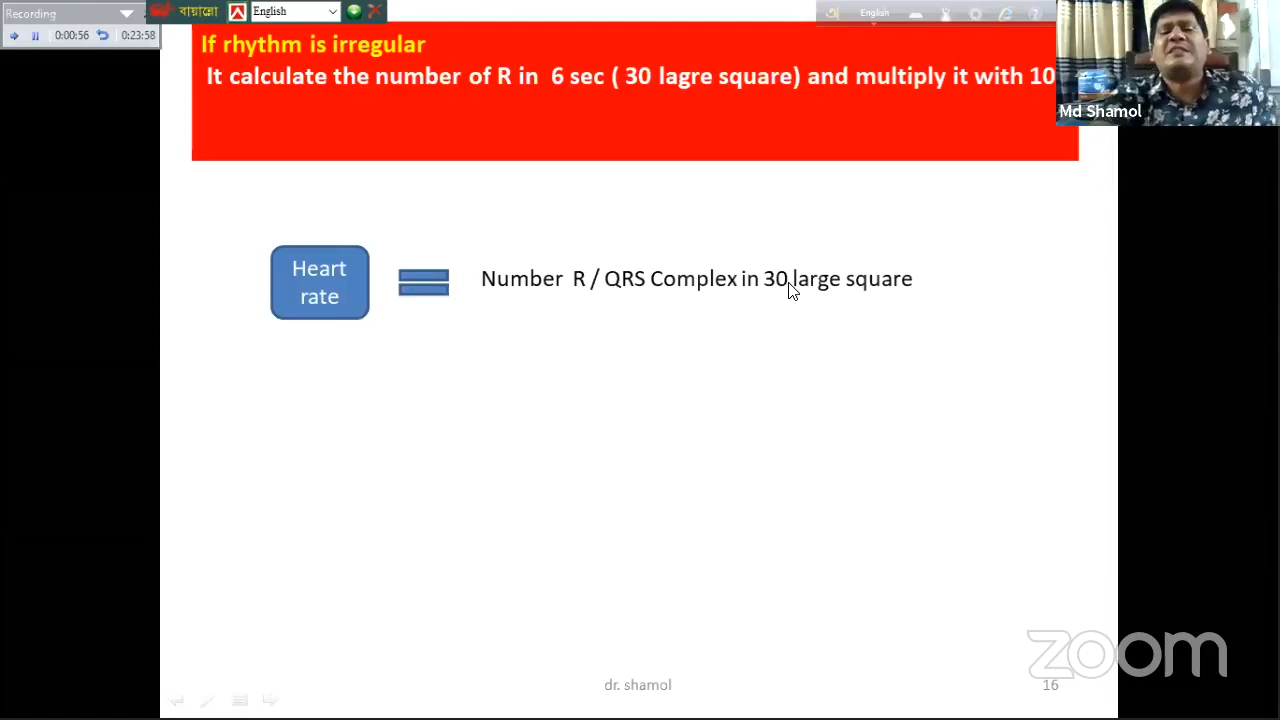 Recording
0:00:56
0:23:58
বায়ান্নো
English
English
If rhythm is irregular
It calculate the number of R in 6 sec ( 30 lagre square) and multiply it with 10
Md Shamol
Heart
rate
Number R / QRS Complex in 30 large square
zoom
dr. shamol
16